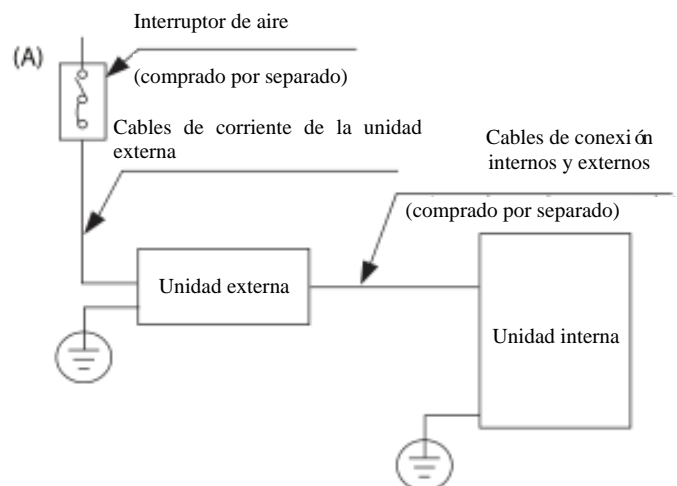 Interruptor de aire
(A)
(comprado por separado)
Cables de corriente de la unidad
externa
Cables de conexión
internos y externos
(comprado por separado)
Unidad externa
Unidad interna